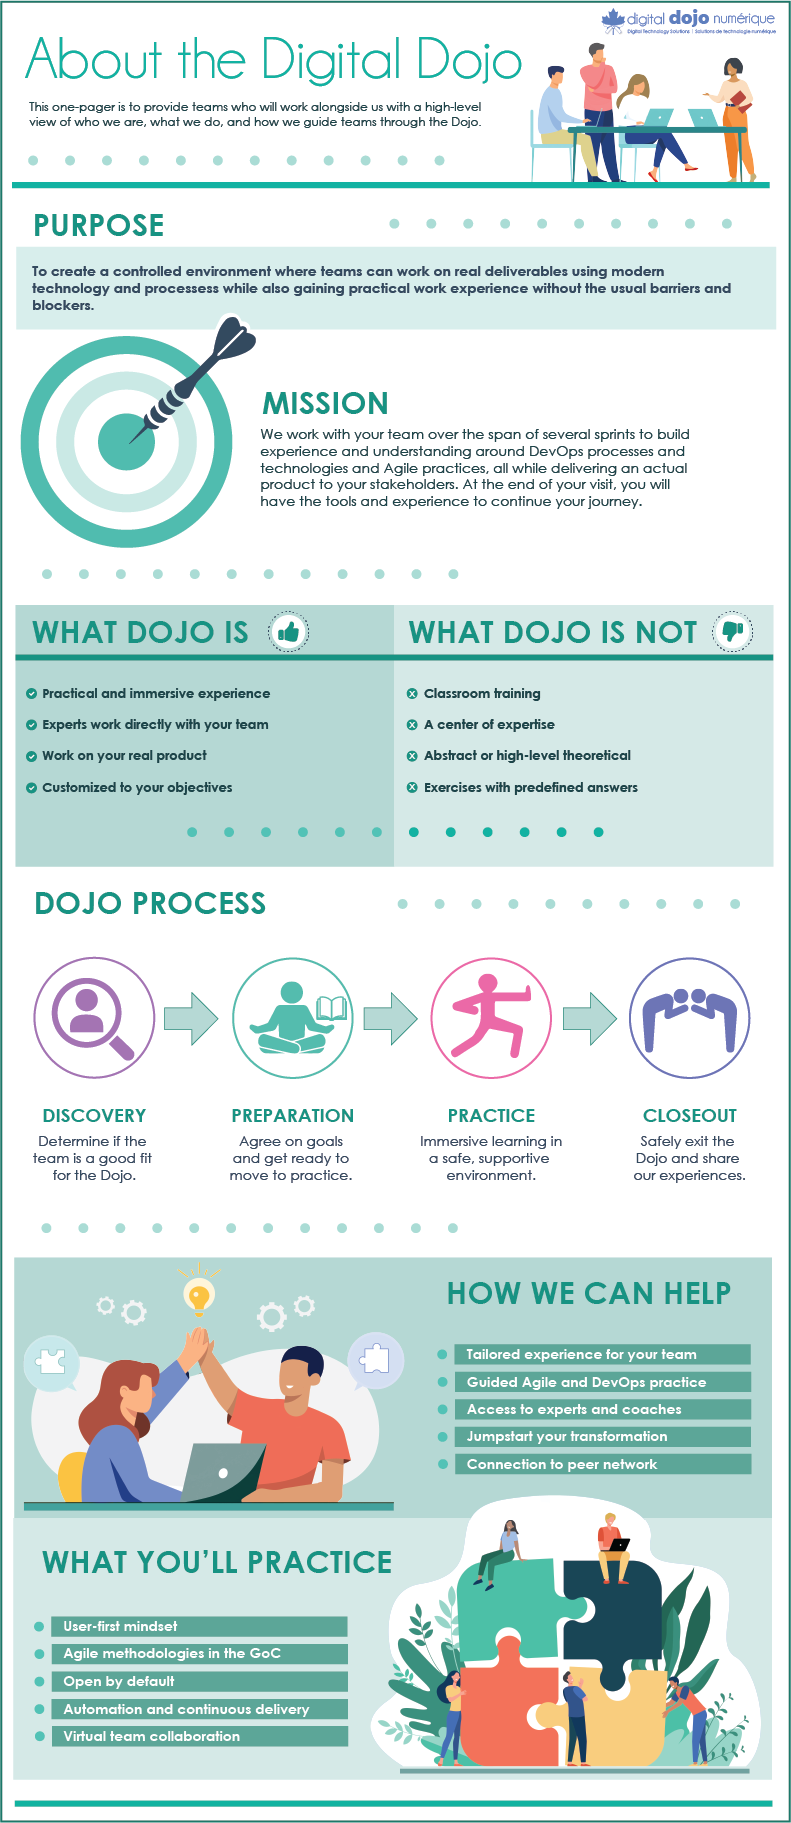 digital dojo numérique
Digital Technology Solutions | Solutions de technologie numérique
About the Digital Dojo
This one-pager is to provide teams who will work alongside us with a high-level
view of who we are, what we do, and how we guide teams through the Dojo.
PURPOSE
To create a controlled environment where teams can work on real deliverables using modern
technology and processess while also gaining practical work experience without the usual barriers and
blockers.
MISSION
We work with your team over the span of several sprints to build
experience and understanding around DevOps processes and
technologies and Agile practices, all while delivering an actual
product to your stakeholders. At the end of your visit, you will
have the tools and experience to continue your journey.
WHAT DOJO IS
Practical and immersive experience
Experts work directly with your team
Work on your real product
Customized to your objectives
WHAT DOJO IS NOT
Classroom training
A center of expertise
Abstract or high-level theoretical
Exercises with predefined answers
DOJO PROCESS
DISCOVERY
Determine if the
team is a good fit
for the Dojo.
PREPARATION
Agree on goals
and get ready to
move to practice.
PRACTICE
Immersive learning in
a safe, supportive
environment.
CLOSEOUT
Safely exit the
Dojo and share
our experiences.
HOW WE CAN HELP
Tailored experience for your team
Guided Agile and DevOps practice
Access to experts and coaches
Jumpstart your transformation
Connection to peer network
WHAT YOU'LL PRACTICE
User-first mindset
Agile methodologies in the GoC
Open by default
Automation and continuous delivery
Virtual team collaboration